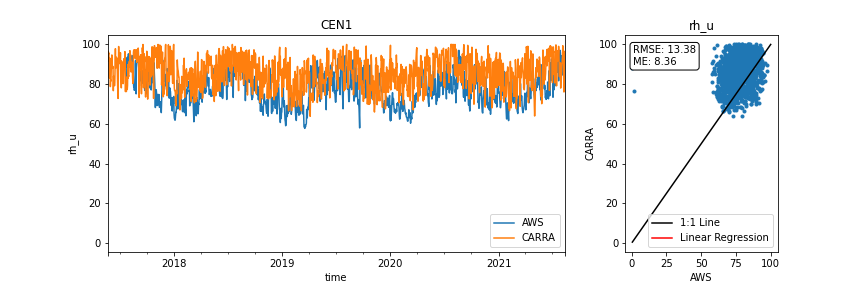 CEN1
rh_u
100
80
60
40
20
0
rh_u
AWS
CARRA
2018
2019
2020
2021
time
rh_u
RMSE: 13.38
ME: 8.36
100
80
60
40
20
0
CARRA
1:1 Line
Linear Regression
0
25
50
75
100
AWS